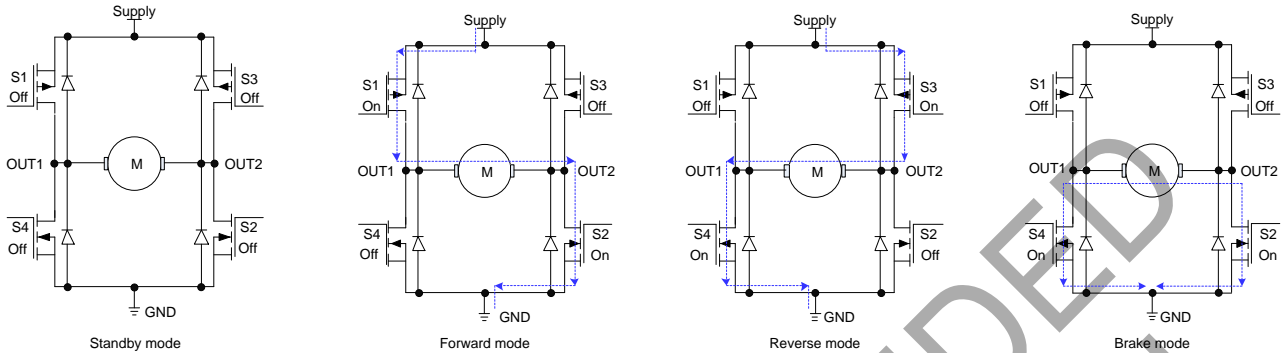 Supply
S1
Off
S3
Off
OUT1
M
OUT2
S4
Off
S2
Off
GND
Standby mode
Supply
S1
On
S3
Off
OUT1
M
OUT2
S4
Off
S2
On
GND
Forward mode
Supply
S1
Off
S3
On
OUT1
M
OUT2
S4
On
S2
Off
GND
Reverse mode
Supply
S1
Off
S3
Off
OUT1
M
OUT2
S4
On
S2
On
GND
Brake mode
NDED